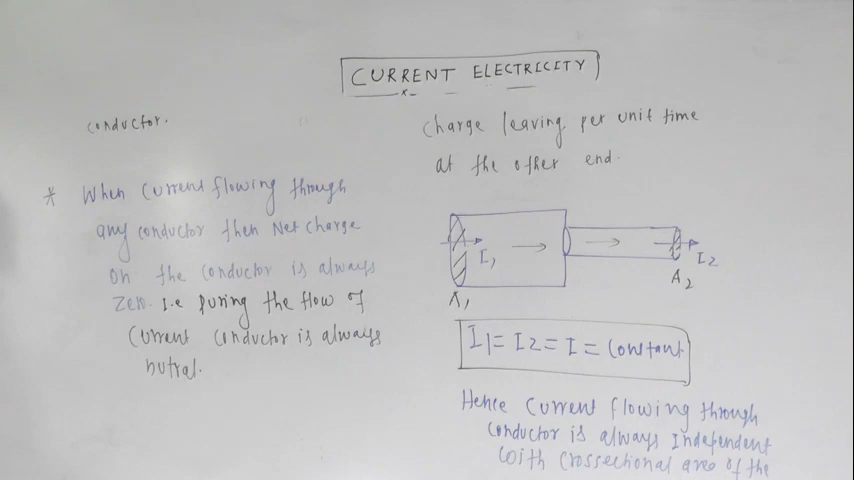 CURRENT ELECTRICITY
conductor.
* When Current flowing through
any conductor then Net charge
on the conductor is always
Zero. i.e During the flow of
Current conductor is always
nutral.
Charge leaving per unit time
at the other end.
I1 I2
A1 A2
I1 = I2 = I = Constant.
Hence Current flowing through
conductor is always Independent
with crossectional area of the